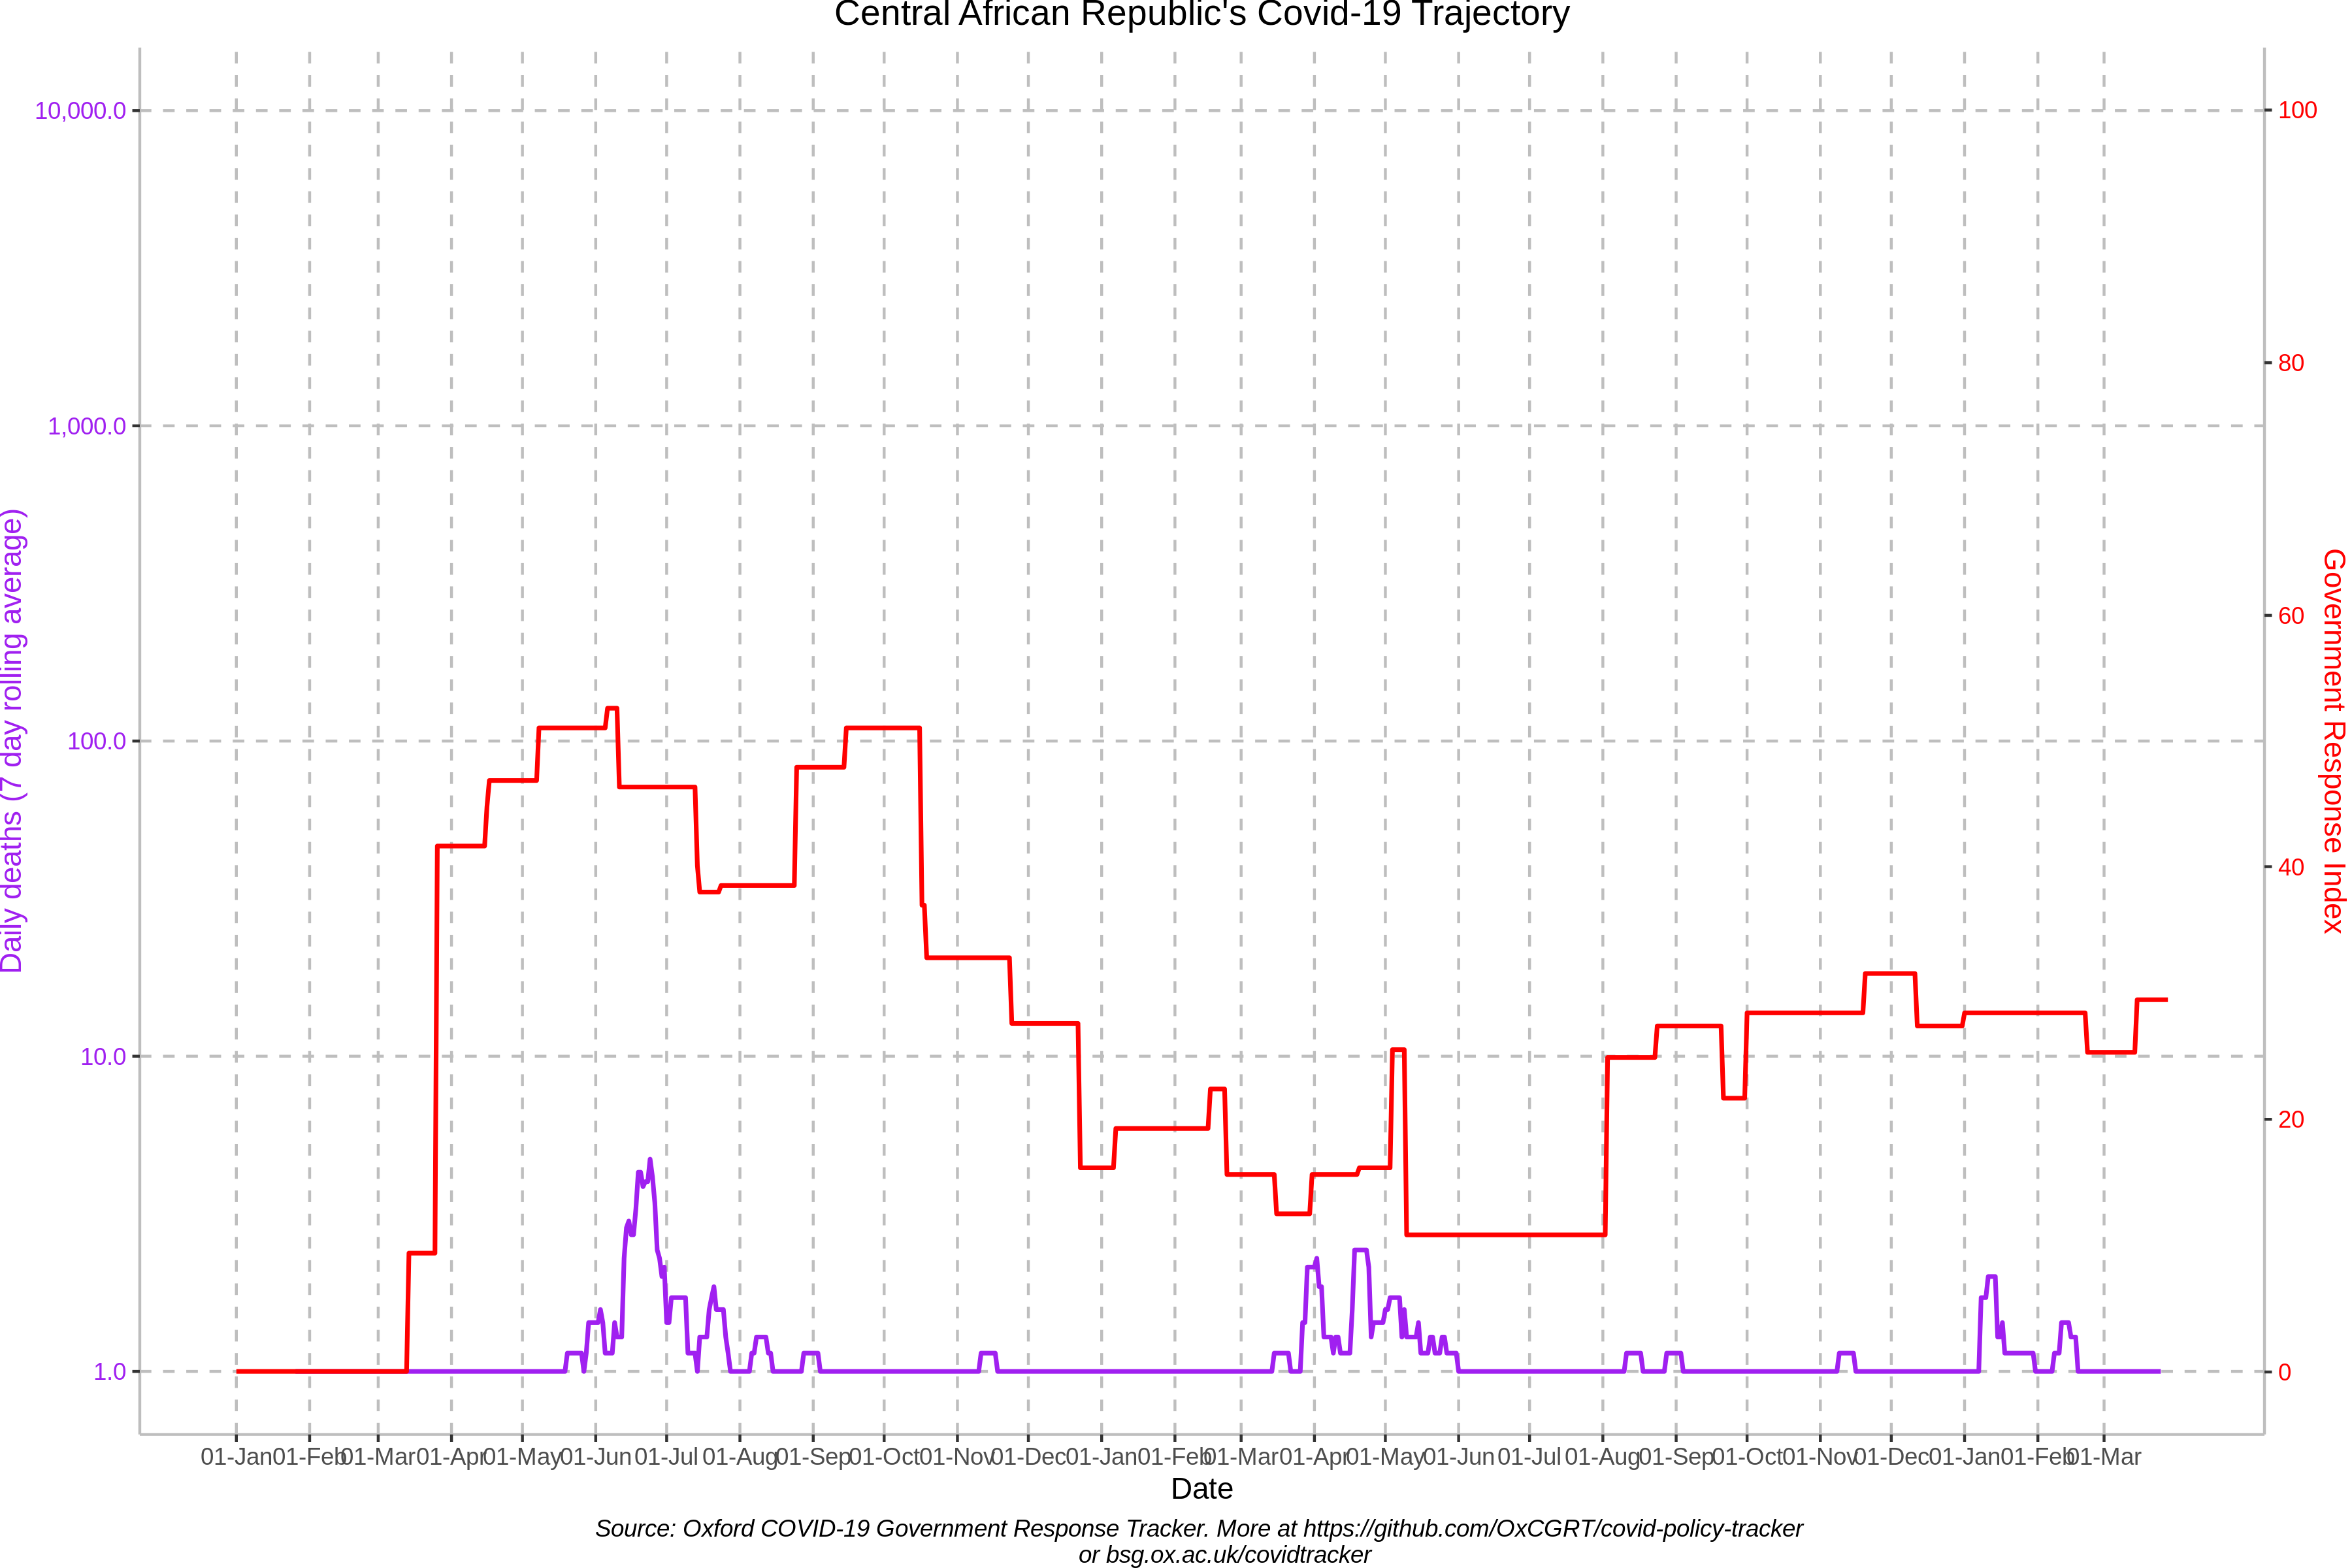 Central African Republic's Covid-19 Trajectory
10,000.0
1,000.0
100.0
10.0
1.0
Daily deaths (7 day rolling average)
100
80
60
40
20
0
Government Response Index
01-Jan 01-Feb 01-Mar 01-Apr 01-May 01-Jun 01-Jul 01-Aug 01-Sep 01-Oct 01-Nov 01-Dec 01-Jan 01-Feb 01-Mar 01-Apr 01-May 01-Jun 01-Jul 01-Aug 01-Sep 01-Oct 01-Nov 01-Dec 01-Jan 01-Feb 01-Mar
Date
Source: Oxford COVID-19 Government Response Tracker. More at https://github.com/OxCGRT/covid-policy-tracker
or bsg.ox.ac.uk/covidtracker